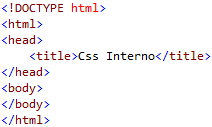 <!DOCTYPE html>
<html>
<head>
    <title>Css Interno</title>
</head>
<body>
</body>
</html>